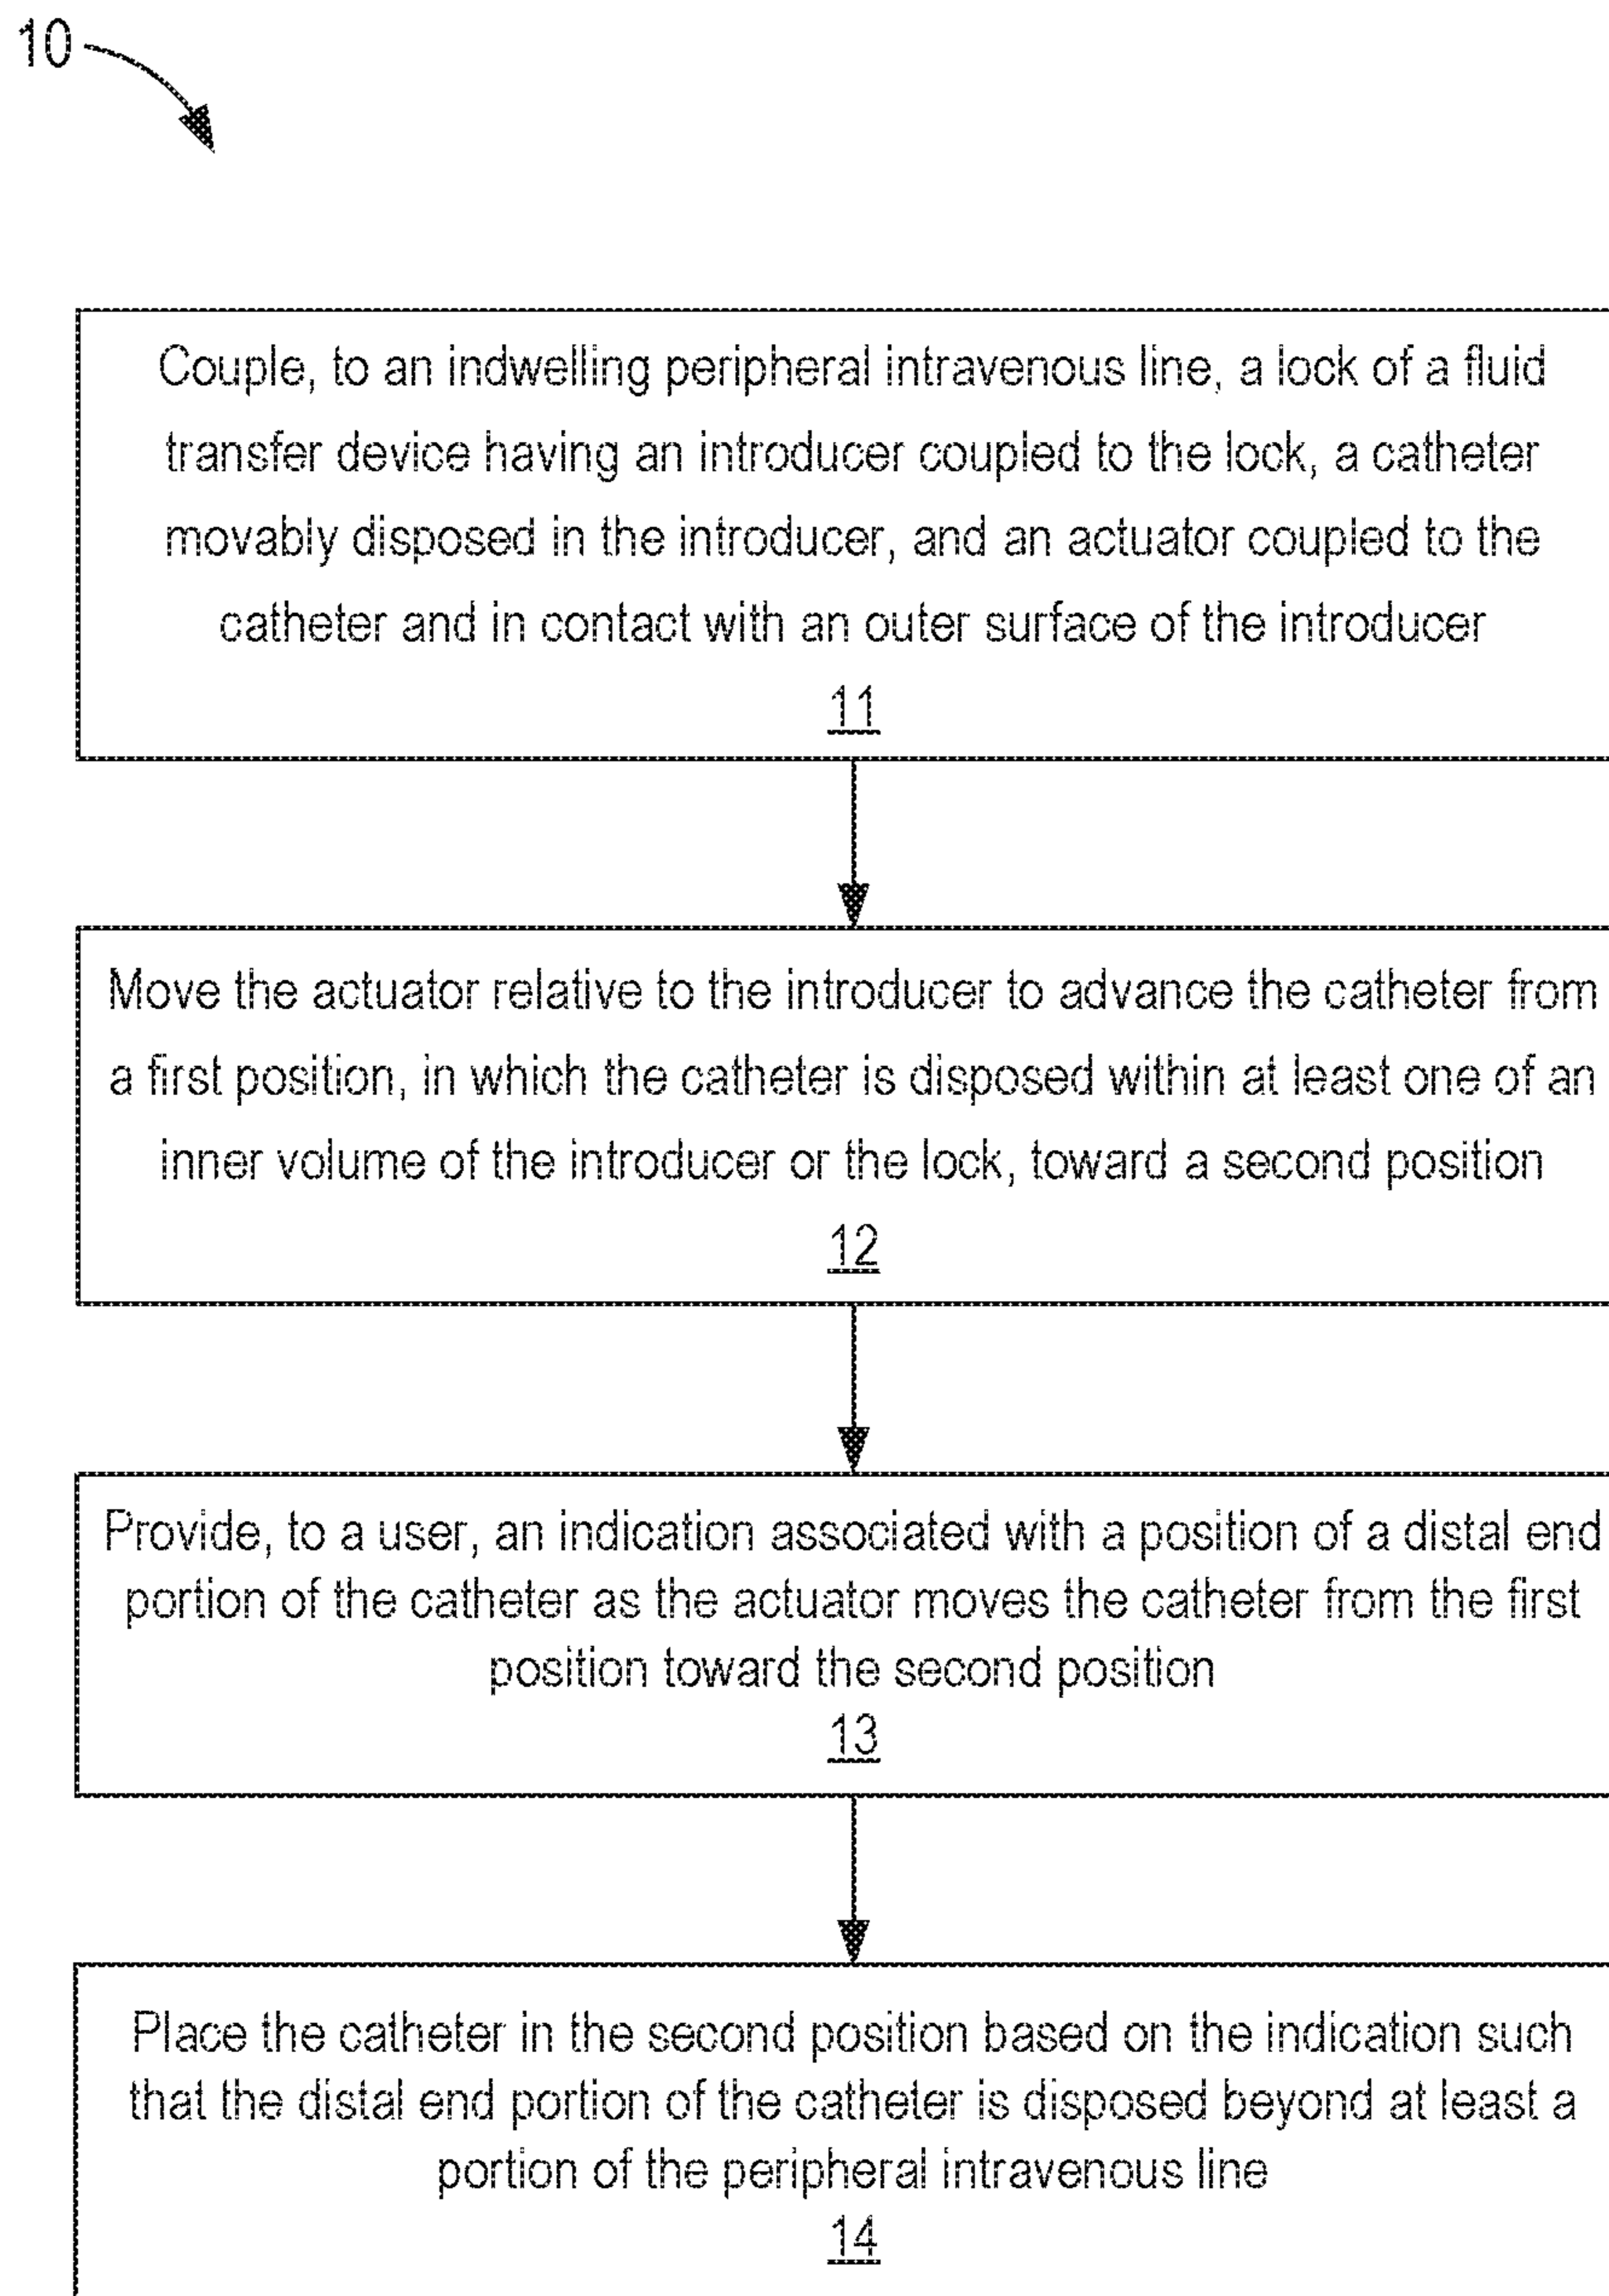 10
Couple, to an indwelling peripheral intravenous line, a lock of a fluid
transfer device having an introducer coupled to the lock, a catheter
movably disposed in the introducer, and an actuator coupled to the
catheter and in contact with an outer surface of the introducer
11
Move the actuator relative to the introducer to advance the catheter from
a first position, in which the catheter is disposed within at least one of an
inner volume of the introducer or the lock, toward a second position
12
Provide, to a user, an indication associated with a position of a distal end
portion of the catheter as the actuator moves the catheter from the first
position toward the second position
13
Place the catheter in the second position based on the indication such
that the distal end portion of the catheter is disposed beyond at least a
portion of the peripheral intravenous line
14